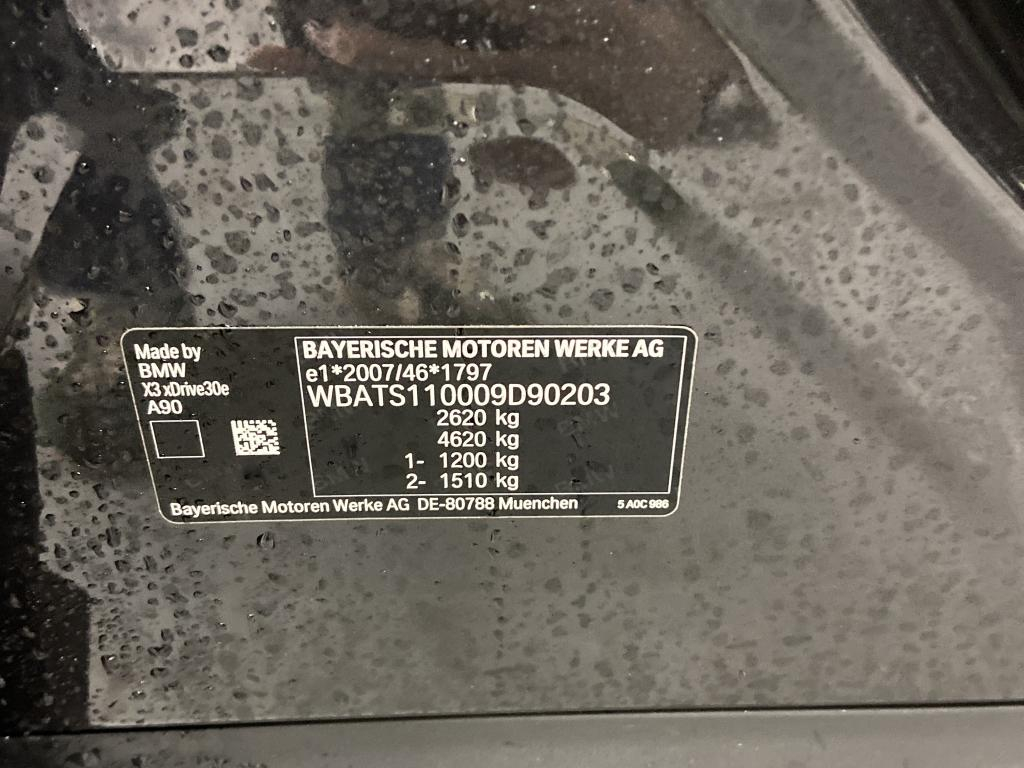 Made by
BMW
X3 xDrive30e
A90
BAYERISCHE MOTOREN WERKE AG
e1*2007/46*1797
WBATS110009D90203
2620 kg
4620 kg
1- 1200 kg
2- 1510 kg
Bayerische Motoren Werke AG DE-80788 Muenchen
5 A0C 986